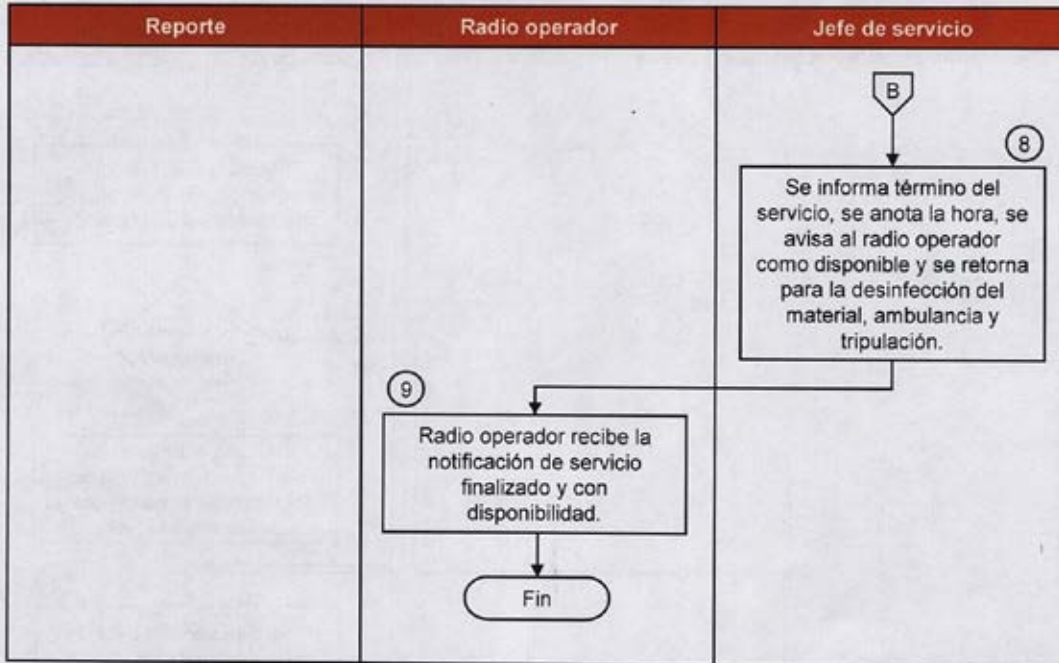 Reporte
Radio operador
Jefe de servicio
B
8
Se informa término del
servicio, se anota la hora, se
avisa al radio operador
como disponible y se retorna
para la desinfección del
material, ambulancia y
tripulación.
9
Radio operador recibe la
notificación de servicio
finalizado y con
disponibilidad.
Fin